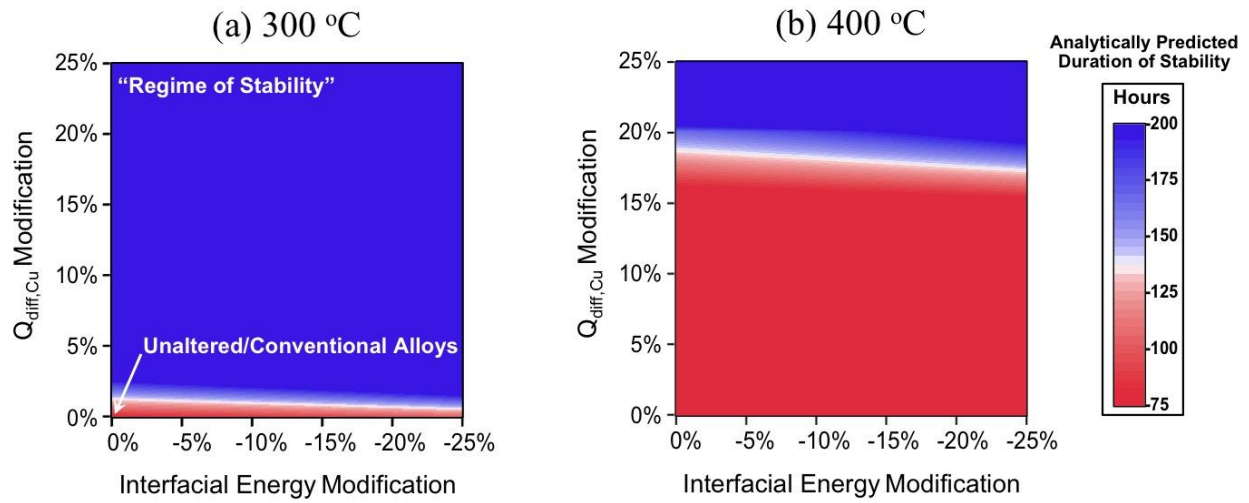 (a) 300 °C
(b) 400 °C
Analytically Predicted
Duration of Stability
Hours
200
175
150
125
100
75
25%
20%
15%
10%
5%
0%
Q_diff,Cu Modification
"Regime of Stability"
Unaltered/Conventional Alloys
0% -5% -10% -15% -20% -25%
Interfacial Energy Modification
25%
20%
15%
10%
5%
0%
Q_diff,Cu Modification
0% -5% -10% -15% -20% -25%
Interfacial Energy Modification